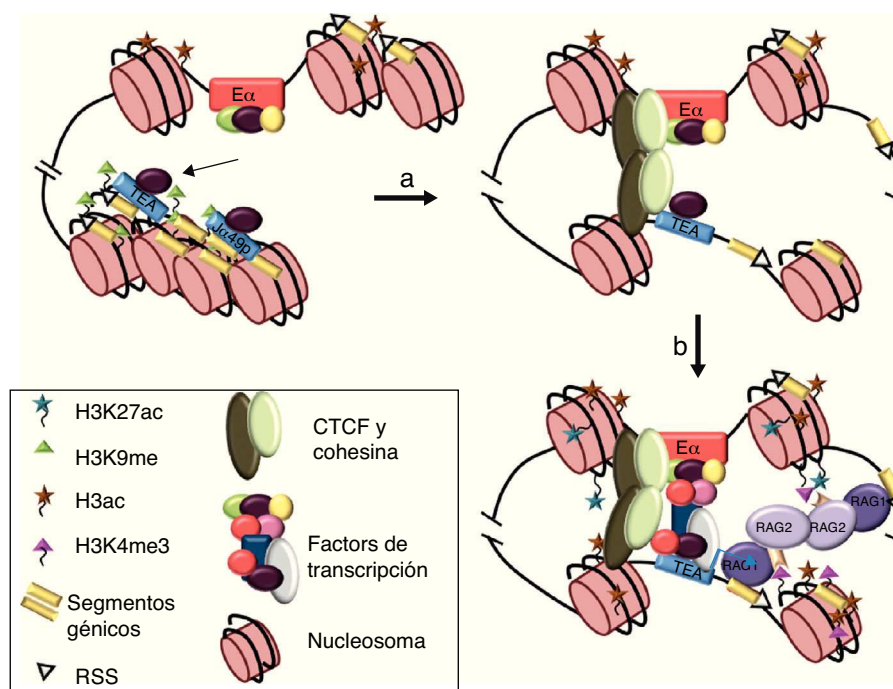 Eα
TEA
Jα49p
a
Eα
TEA
b
H3K27ac
H3K9me
H3ac
H3K4me3
Segmentos
génicos
RSS
CTCF y
cohesina
Factors de
transcripción
Nucleosoma
Eα
TEA
RAG1
RAG2
RAG2
RAG1